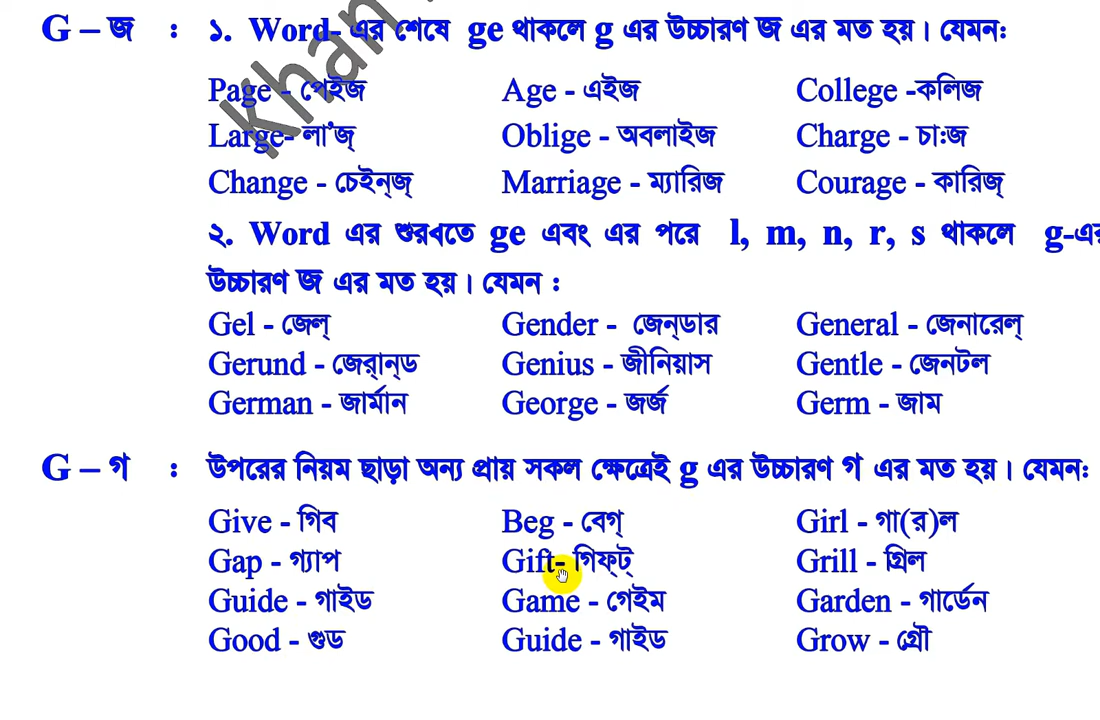 G – জ : ১. Word- এর শেষে ge থাকলে g এর উচ্চারণ জ এর মত হয়। যেমনঃ
Page - পেইজ Age - এইজ College -কলিজ
Large- লা'জ্ Oblige - অবলাইজ Charge - চাঃজ
Change - চেইন্জ্ Marriage - ম্যারিজ Courage - কারিজ্
২. Word এর শুরুতে ge এবং এর পরে l, m, n, r, s থাকলে g-এর
উচ্চারণ জ এর মত হয়। যেমন :
Gel - জেল্ Gender - জেন্ডার General - জেনারেল্
Gerund - জের্‌ান্ড Genius - জীনিয়াস Gentle - জেনটল
German - জার্মান George - জর্জ Germ - জাম
G – গ : উপরের নিয়ম ছাড়া অন্য প্রায় সকল ক্ষেত্রেই g এর উচ্চারণ গ এর মত হয়। যেমনঃ
Give - গিব Beg - বেগ্ Girl - গা(র)ল
Gap - গ্যাপ Gift- গিফ্ট্ Grill - গ্রিল
Guide - গাইড Game - গেইম Garden - গার্ডেন
Good - গুড Guide - গাইড Grow - গ্রৌ
Khan